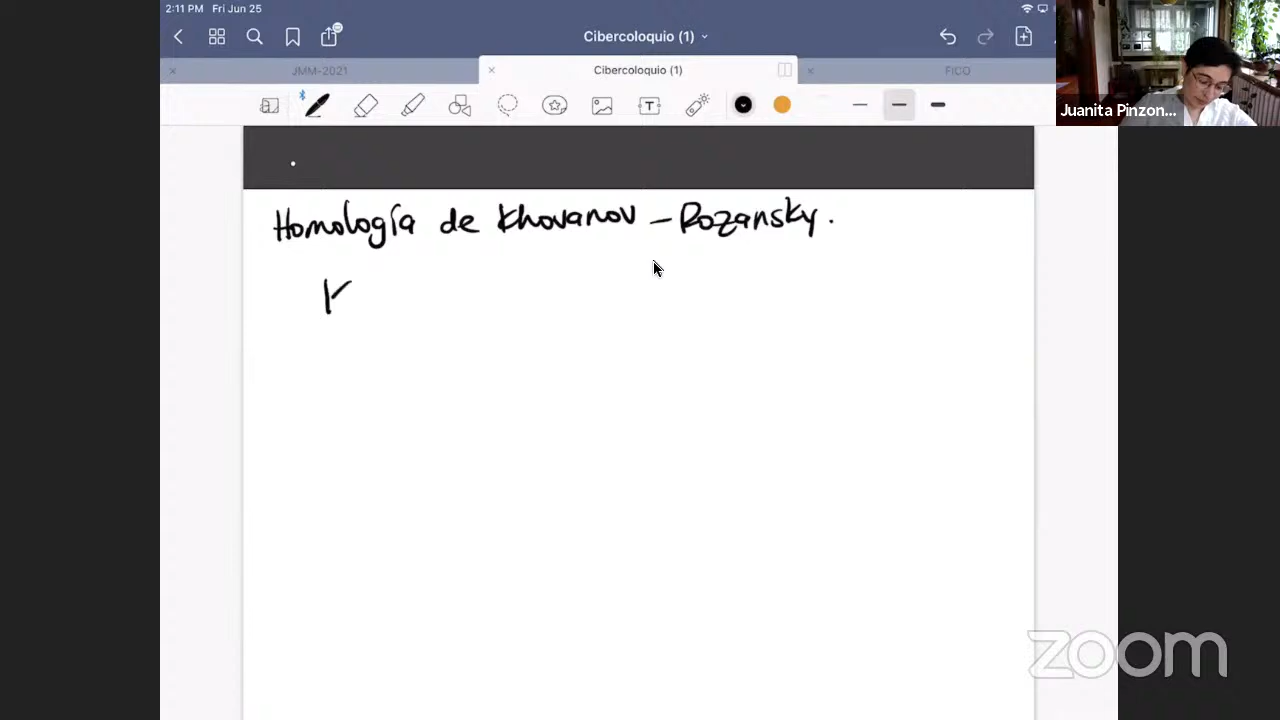 2:11 PM Fri Jun 25
Cibercoloquio (1)
JMM-2021
Cibercoloquio (1)
FICO
T
Juanita Pinzon...
Homología de Khovanov - Rozansky.
K
zoom